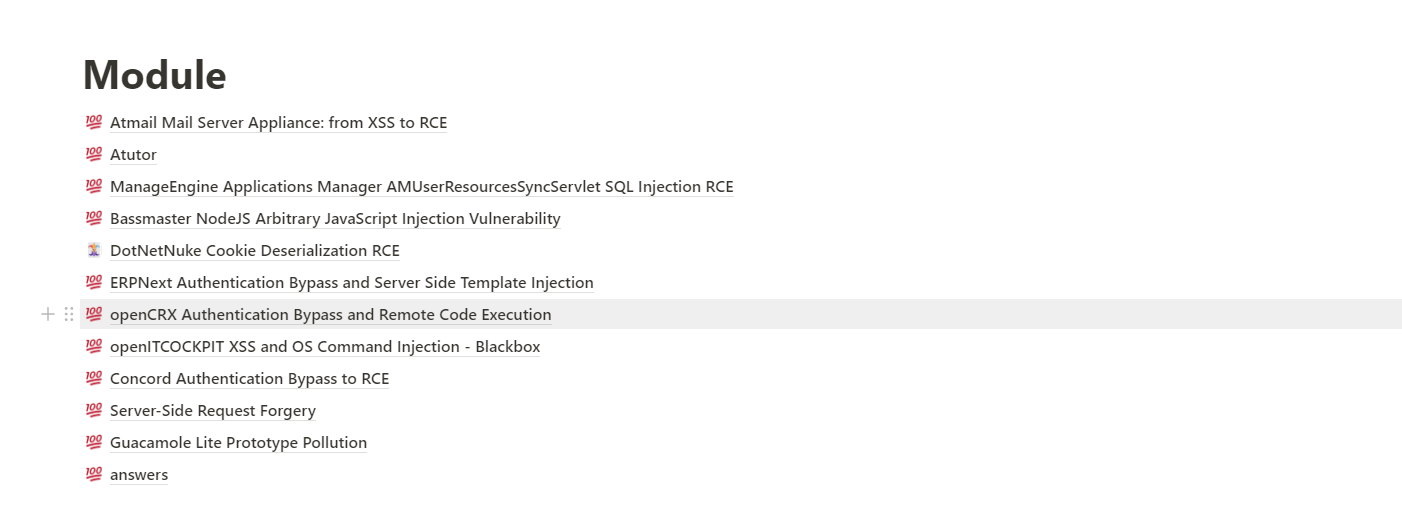 Module
💯 Atmail Mail Server Appliance: from XSS to RCE
💯 Atutor
💯 ManageEngine Applications Manager AMUserResourcesSyncServlet SQL Injection RCE
💯 Bassmaster NodeJS Arbitrary JavaScript Injection Vulnerability
DotNetNuke Cookie Deserialization RCE
💯 ERPNext Authentication Bypass and Server Side Template Injection
💯 openCRX Authentication Bypass and Remote Code Execution
💯 openITCOCKPIT XSS and OS Command Injection - Blackbox
💯 Concord Authentication Bypass to RCE
💯 Server-Side Request Forgery
💯 Guacamole Lite Prototype Pollution
💯 answers